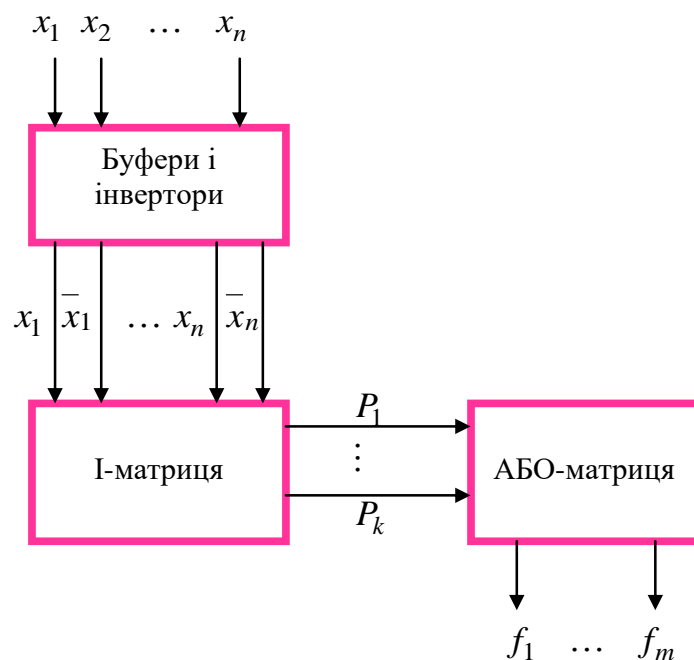 x₁ x₂ … xₙ
Буфери і
інвертори
x₁ x̄₁ … xₙ x̄ₙ
P₁
⋮
Pₖ
І-матриця
АБО-матриця
f₁ … fₘ